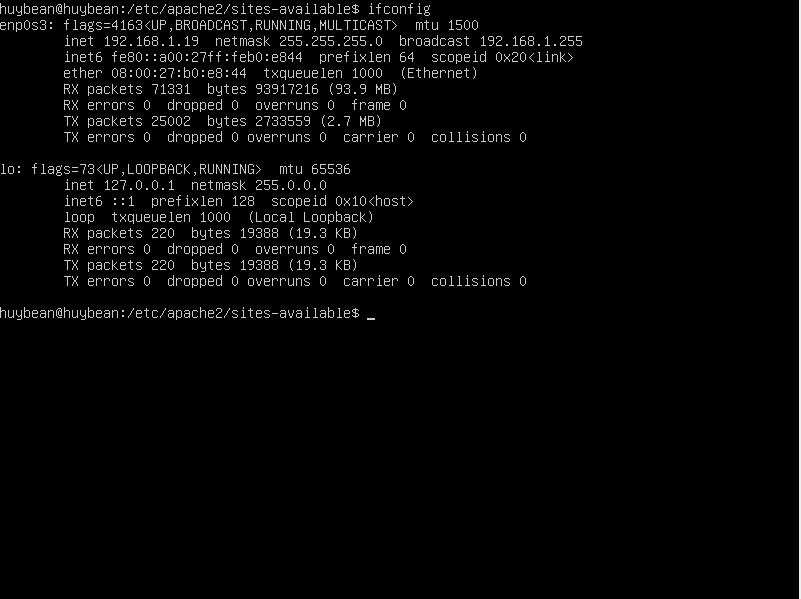 huybean@huybean:/etc/apache2/sites-available$ ifconfig
enp0s3: flags=4163<UP,BROADCAST,RUNNING,MULTICAST>  mtu 1500
        inet 192.168.1.19  netmask 255.255.255.0  broadcast 192.168.1.255
        inet6 fe80::a00:27ff:feb0:e844  prefixlen 64  scopeid 0x20<link>
        ether 08:00:27:b0:e8:44  txqueuelen 1000  (Ethernet)
        RX packets 71331  bytes 93917216 (93.9 MB)
        RX errors 0  dropped 0  overruns 0  frame 0
        TX packets 25002  bytes 2733559 (2.7 MB)
        TX errors 0  dropped 0 overruns 0  carrier 0  collisions 0

lo: flags=73<UP,LOOPBACK,RUNNING>  mtu 65536
        inet 127.0.0.1  netmask 255.0.0.0
        inet6 ::1  prefixlen 128  scopeid 0x10<host>
        loop  txqueuelen 1000  (Local Loopback)
        RX packets 220  bytes 19388 (19.3 KB)
        RX errors 0  dropped 0  overruns 0  frame 0
        TX packets 220  bytes 19388 (19.3 KB)
        TX errors 0  dropped 0 overruns 0  carrier 0  collisions 0

huybean@huybean:/etc/apache2/sites-available$ _